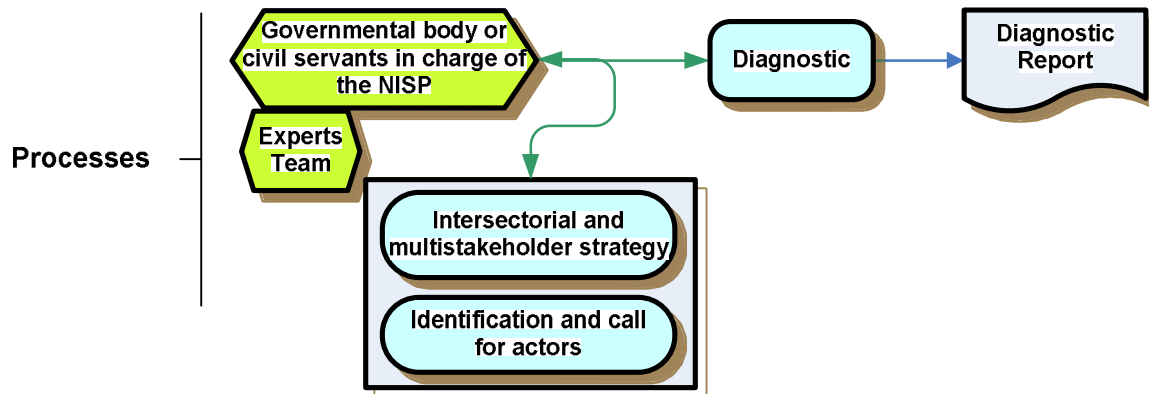 Processes
Governmental body or
civil servants in charge of
the NISP
Experts
Team
Diagnostic
Diagnostic
Report
Intersectorial and
multistakeholder strategy
Identification and call
for actors